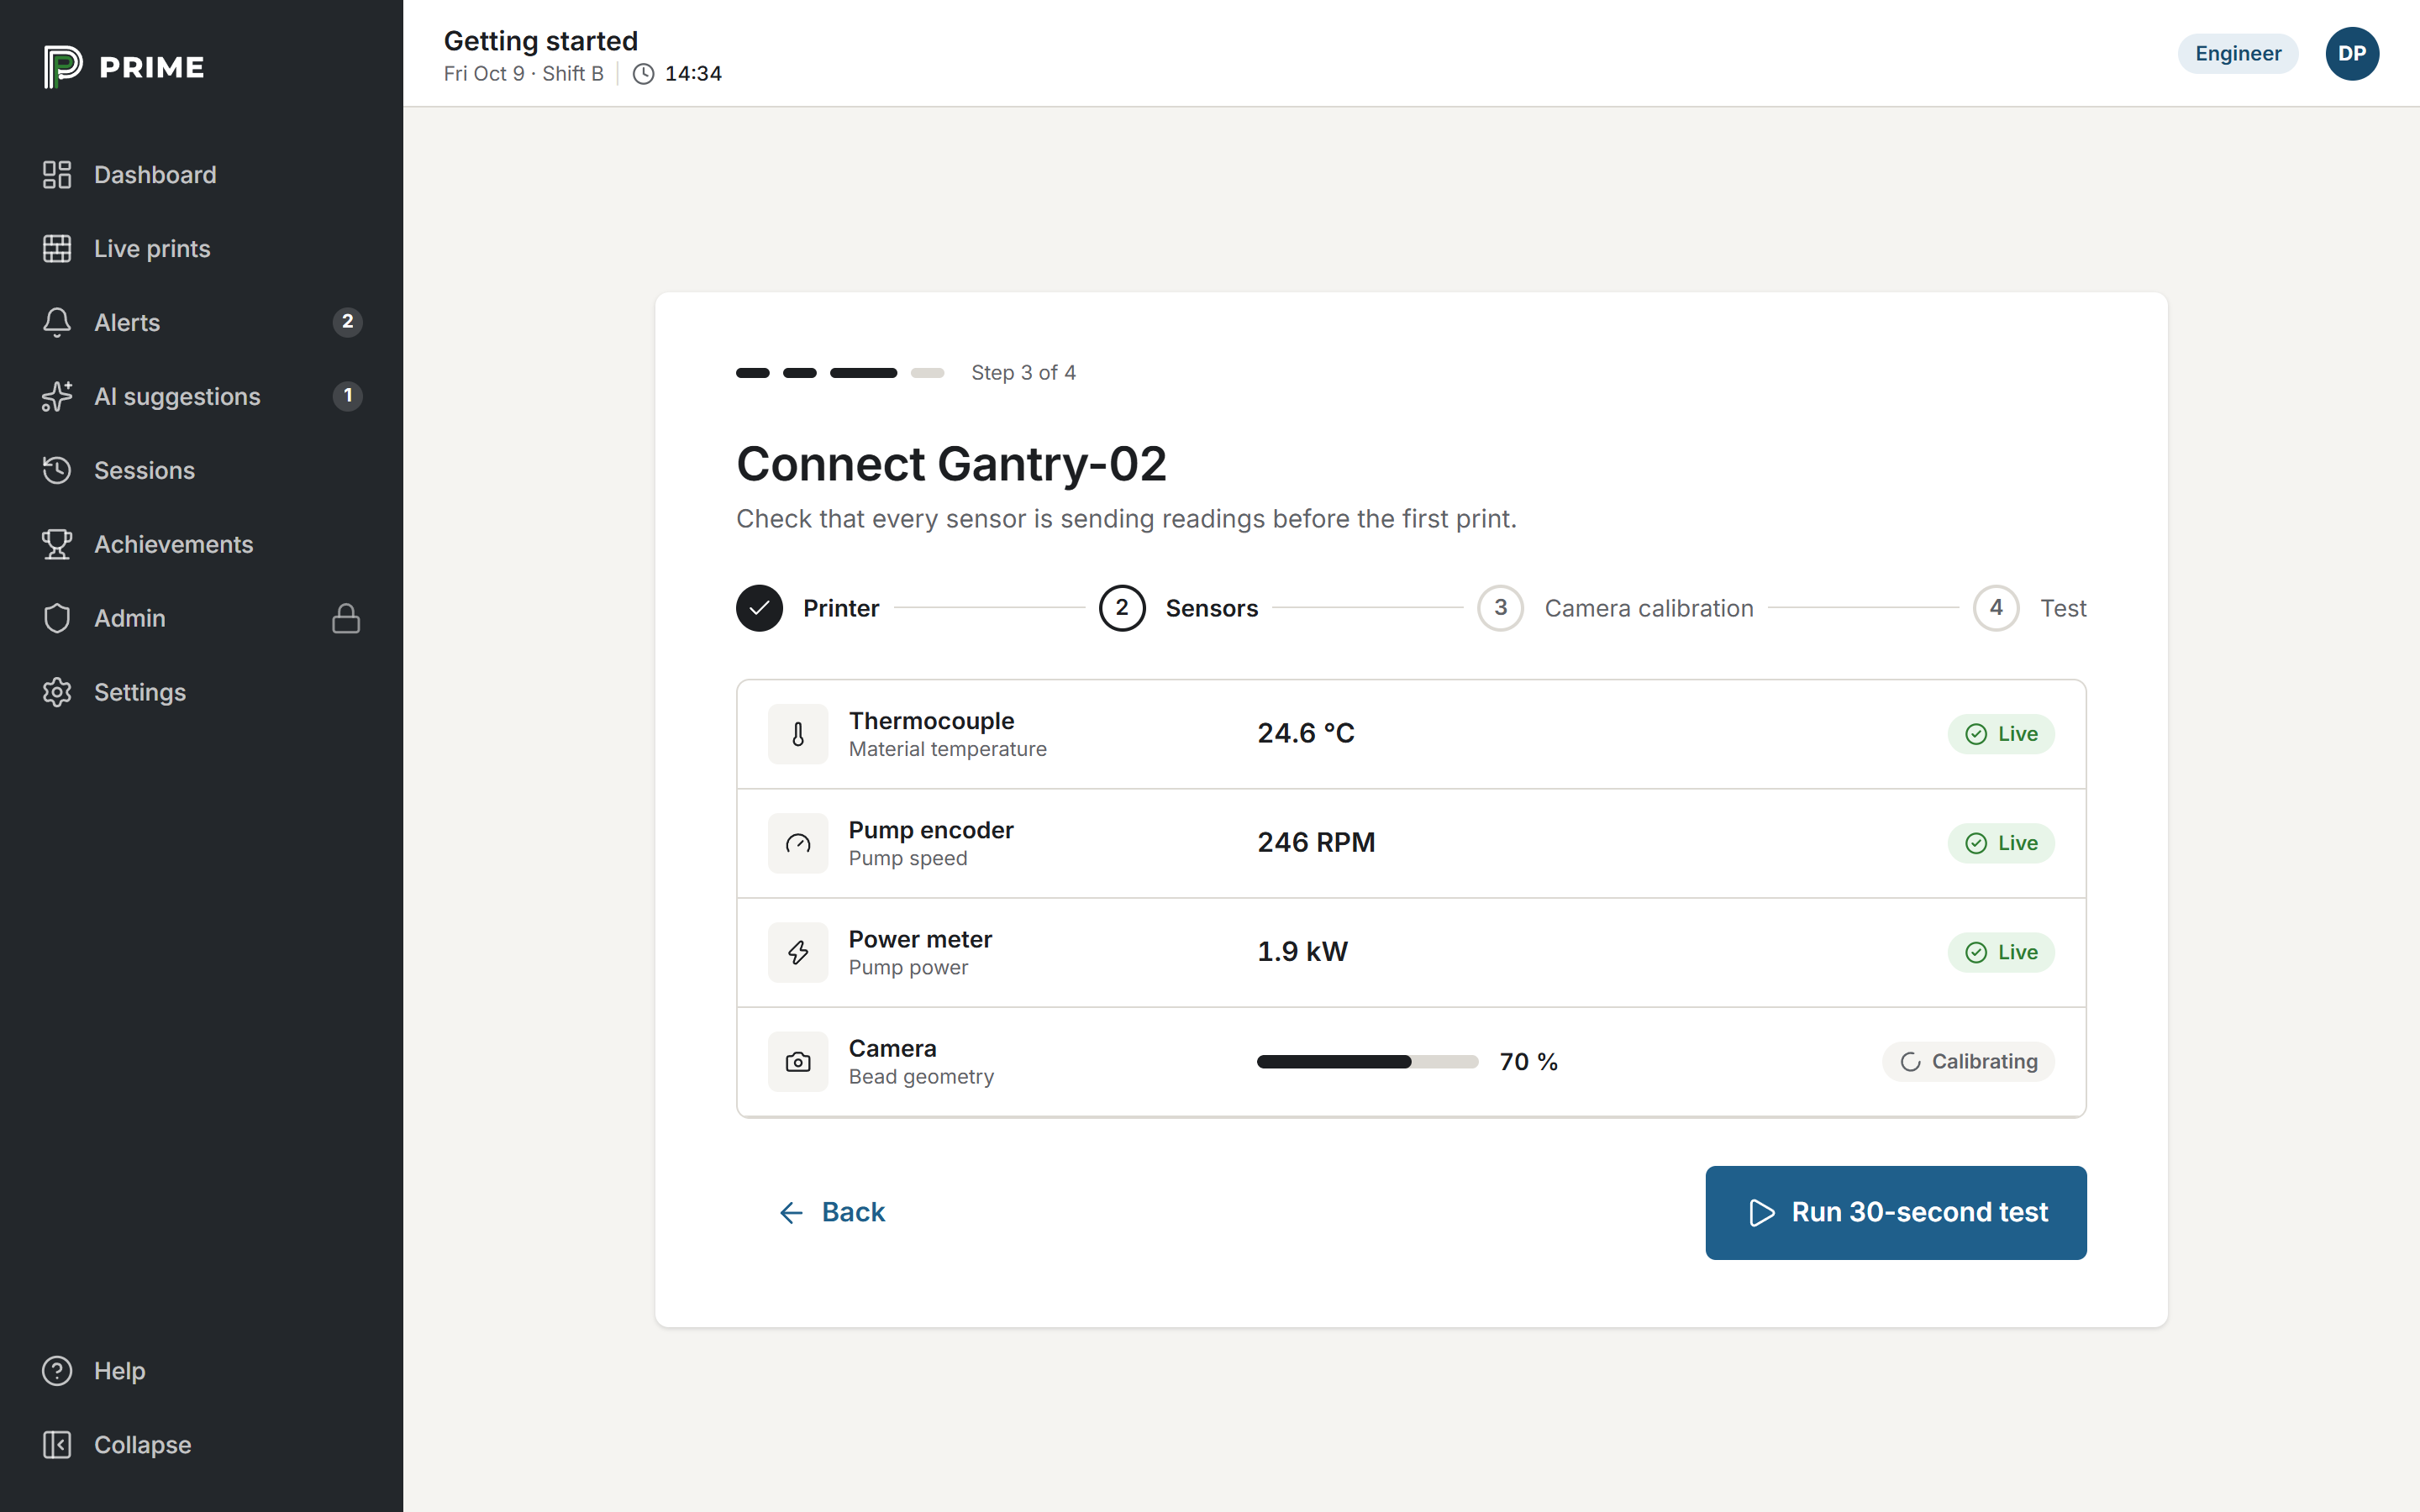 PRIME
Dashboard
Live prints
Alerts 2
AI suggestions 1
Sessions
Achievements
Admin
Settings
Help
Collapse
Getting started
Fri Oct 9 · Shift B 14:34
Engineer DP
Step 3 of 4
Connect Gantry-02
Check that every sensor is sending readings before the first print.
Printer 2 Sensors 3 Camera calibration 4 Test
Thermocouple
Material temperature
24.6 °C
Live
Pump encoder
Pump speed
246 RPM
Live
Power meter
Pump power
1.9 kW
Live
Camera
Bead geometry
70 %
Calibrating
Back
Run 30-second test